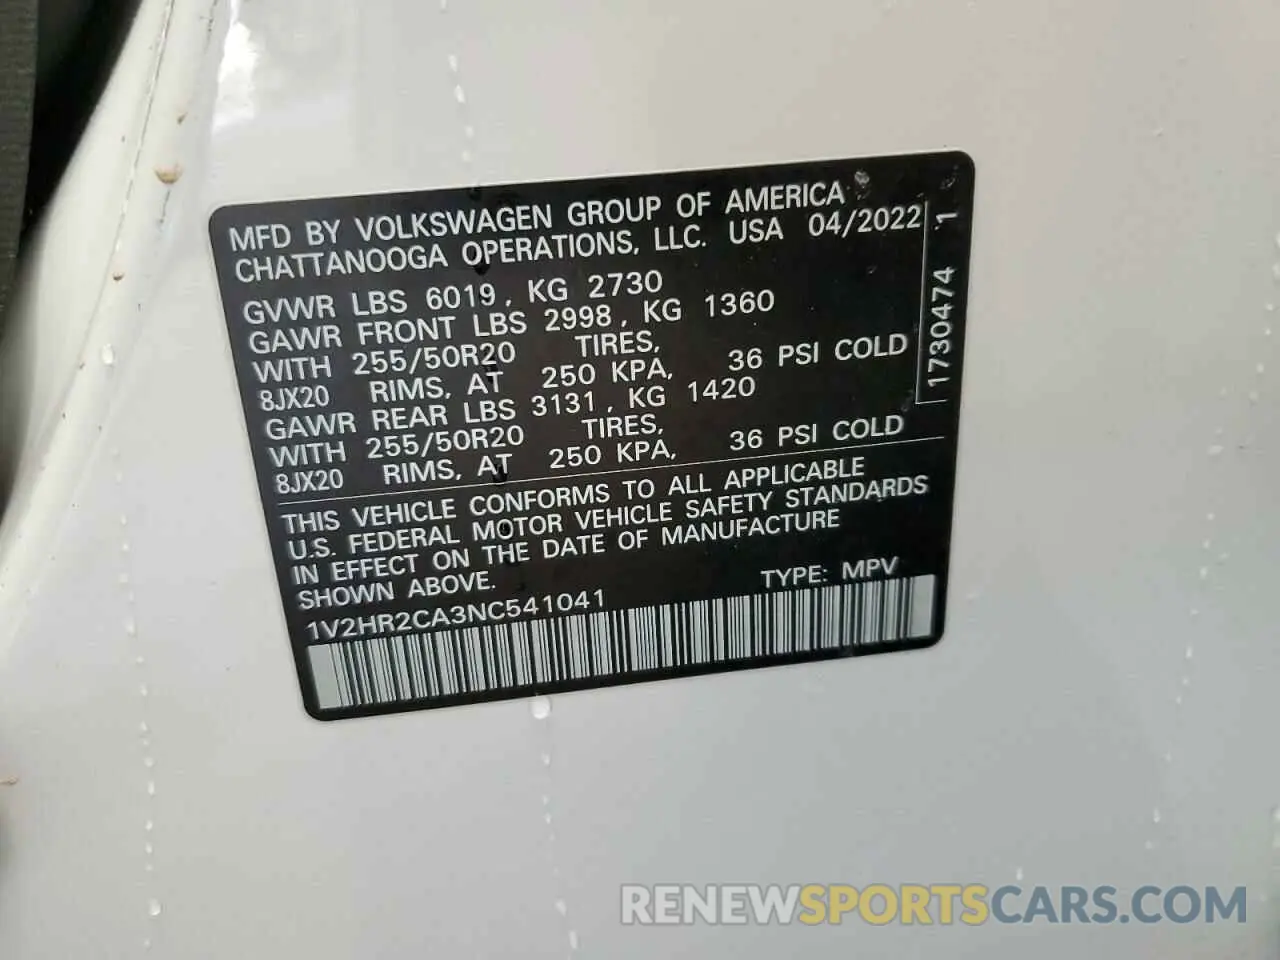 MFD BY VOLKSWAGEN GROUP OF AMERICA
CHATTANOOGA OPERATIONS, LLC. USA 04/2022
GVWR LBS 6019, KG 2730
GAWR FRONT LBS 2998, KG 1360
WITH 255/50R20 TIRES,
8JX20 RIMS, AT 250 KPA, 36 PSI COLD
GAWR REAR LBS 3131, KG 1420
WITH 255/50R20 TIRES,
8JX20 RIMS, AT 250 KPA, 36 PSI COLD
THIS VEHICLE CONFORMS TO ALL APPLICABLE
U.S. FEDERAL MOTOR VEHICLE SAFETY STANDARDS
IN EFFECT ON THE DATE OF MANUFACTURE
SHOWN ABOVE. TYPE: MPV
1V2HR2CA3NC541041
1730474 1
RENEWSPORTSCARS.COM